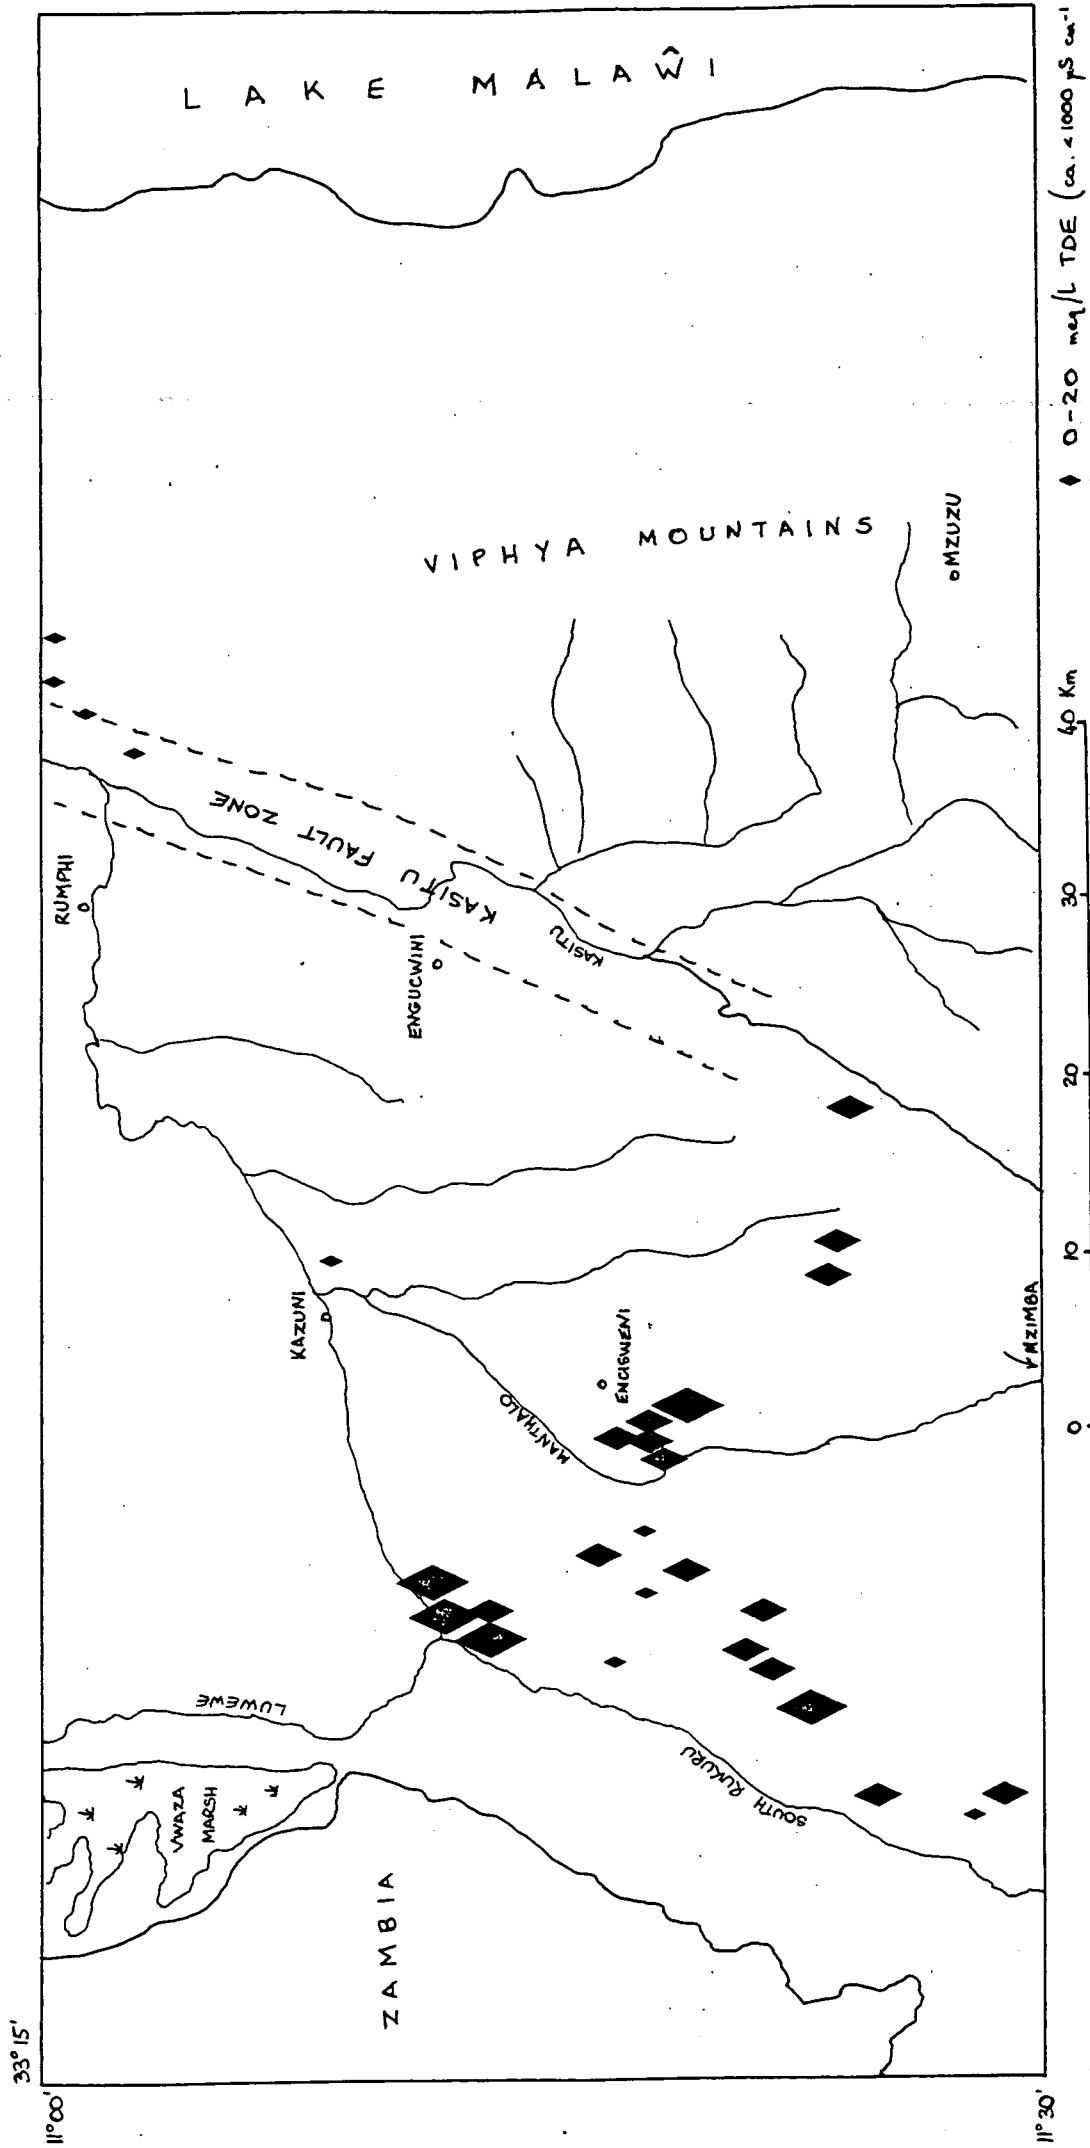 33°15'
11°00'
11°30'
LAKE MALAŴI
VIPHYA MOUNTAINS
MZUZU
KASITU FAULT ZONE
RUMPHI
ENGUCWINI
KASITU
KAZUNI
ENCISWENI
MANTHALO
MZIMBA
LUWEWE
VWAZA
MARSH
SOUTH RUKURU
ZAMBIA
0 10 20 30 40 Km
0-20 meq/L TDE (ca. <1000 µS cm-1